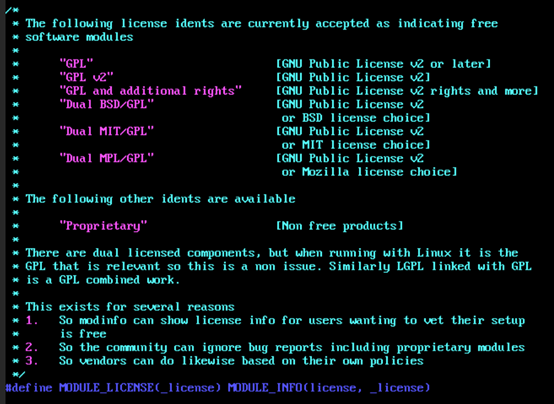 /*
 * The following license idents are currently accepted as indicating free
 * software modules
 *
 *      "GPL"                           [GNU Public License v2 or later]
 *      "GPL v2"                        [GNU Public License v2]
 *      "GPL and additional rights"     [GNU Public License v2 rights and more]
 *      "Dual BSD/GPL"                  [GNU Public License v2
 *                                       or BSD license choice]
 *      "Dual MIT/GPL"                  [GNU Public License v2
 *                                       or MIT license choice]
 *      "Dual MPL/GPL"                  [GNU Public License v2
 *                                       or Mozilla license choice]
 *
 * The following other idents are available
 *
 *      "Proprietary"                   [Non free products]
 *
 * There are dual licensed components, but when running with Linux it is the
 * GPL that is relevant so this is a non issue. Similarly LGPL linked with GPL
 * is a GPL combined work.
 *
 * This exists for several reasons
 * 1.   So modinfo can show license info for users wanting to vet their setup
 *      is free
 * 2.   So the community can ignore bug reports including proprietary modules
 * 3.   So vendors can do likewise based on their own policies
 */
#define MODULE_LICENSE(_license) MODULE_INFO(license, _license)